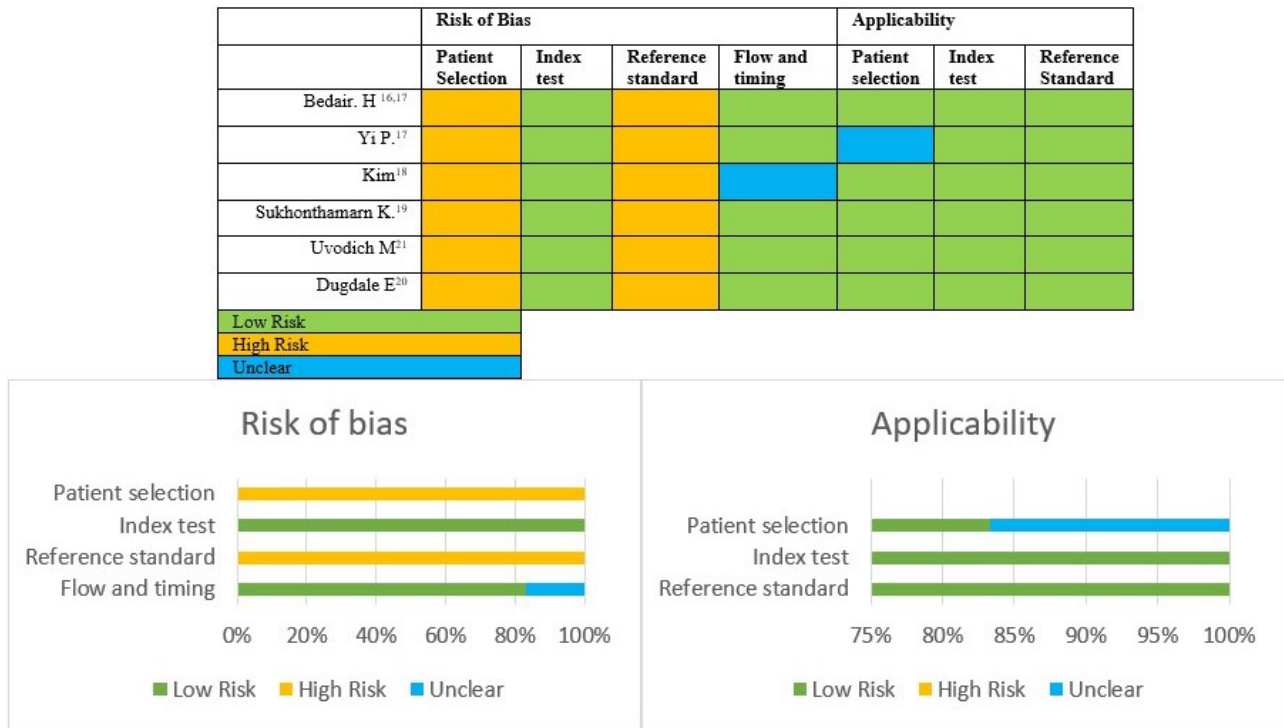 Risk of Bias Applicability
Patient Selection Index test Reference standard Flow and timing Patient selection Index test Reference Standard
Bedair. H 16,17
Yi P.17
Kim18
Sukhonthamarn K.19
Uvodich M21
Dugdale E20
Low Risk
High Risk
Unclear
Risk of bias
Patient selection
Index test
Reference standard
Flow and timing
0% 20% 40% 60% 80% 100%
Low Risk High Risk Unclear
Applicability
Patient selection
Index test
Reference standard
75% 80% 85% 90% 95% 100%
Low Risk High Risk Unclear